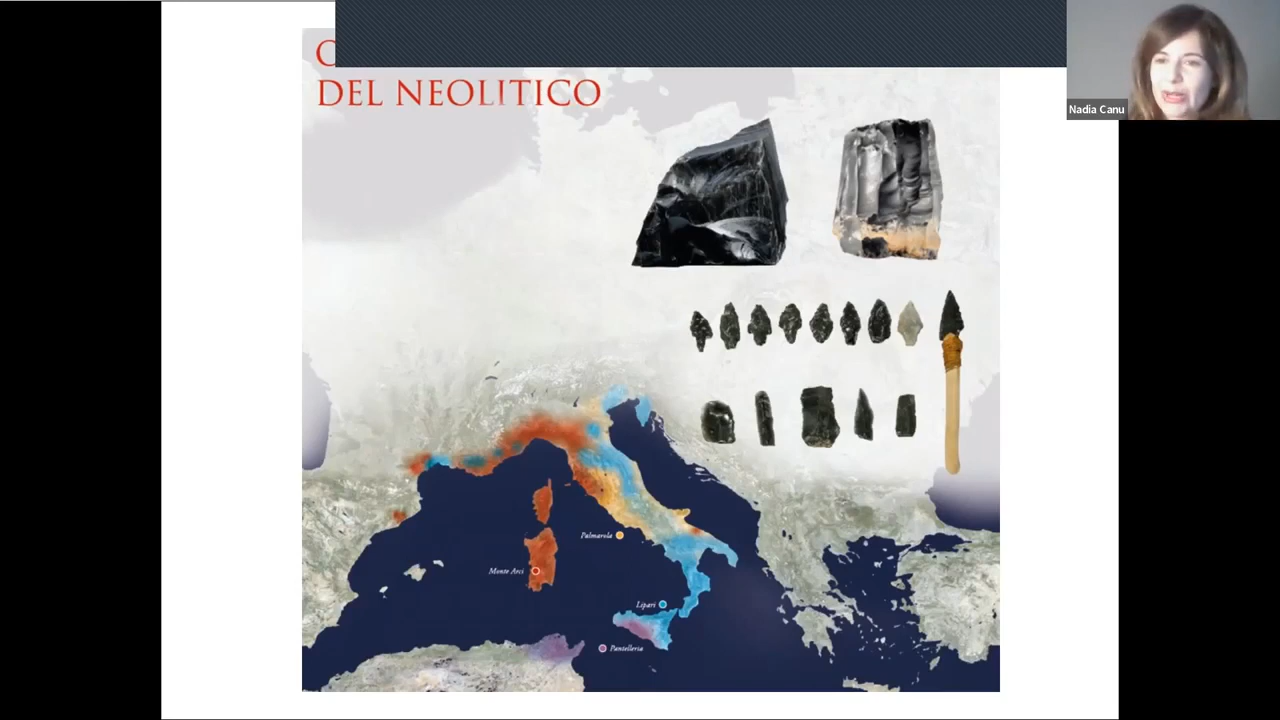 DEL NEOLITICO
Nadia Canu
Palmarola
Monte Arci
Lipari
Pantelleria